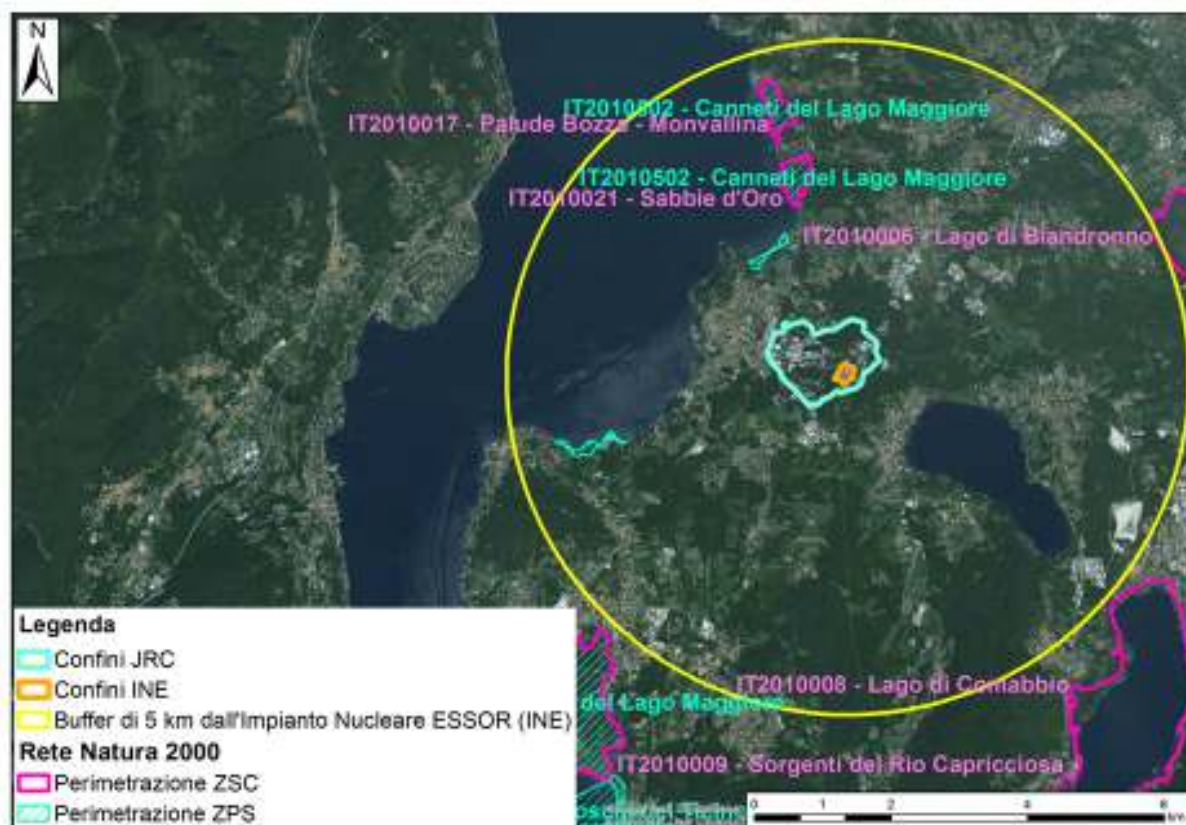 N
IT2010502 - Canneti del Lago Maggiore
IT2010017 - Palude Bozza - Monvallina
IT2010502 - Canneti del Lago Maggiore
IT2010021 - Sabbie d'Oro
IT2010006 - Lago di Biandronno
Legenda
Confini JRC
Confini INE
Buffer di 5 km dall'Impianto Nucleare ESSOR (INE)
Rete Natura 2000
Perimetrazione ZSC
Perimetrazione ZPS
IT2010008 - Lago di Comabbio
del Lago Maggiore
IT2010009 - Sorgenti del Rio Capricciosa
0 1 2 4 6
km